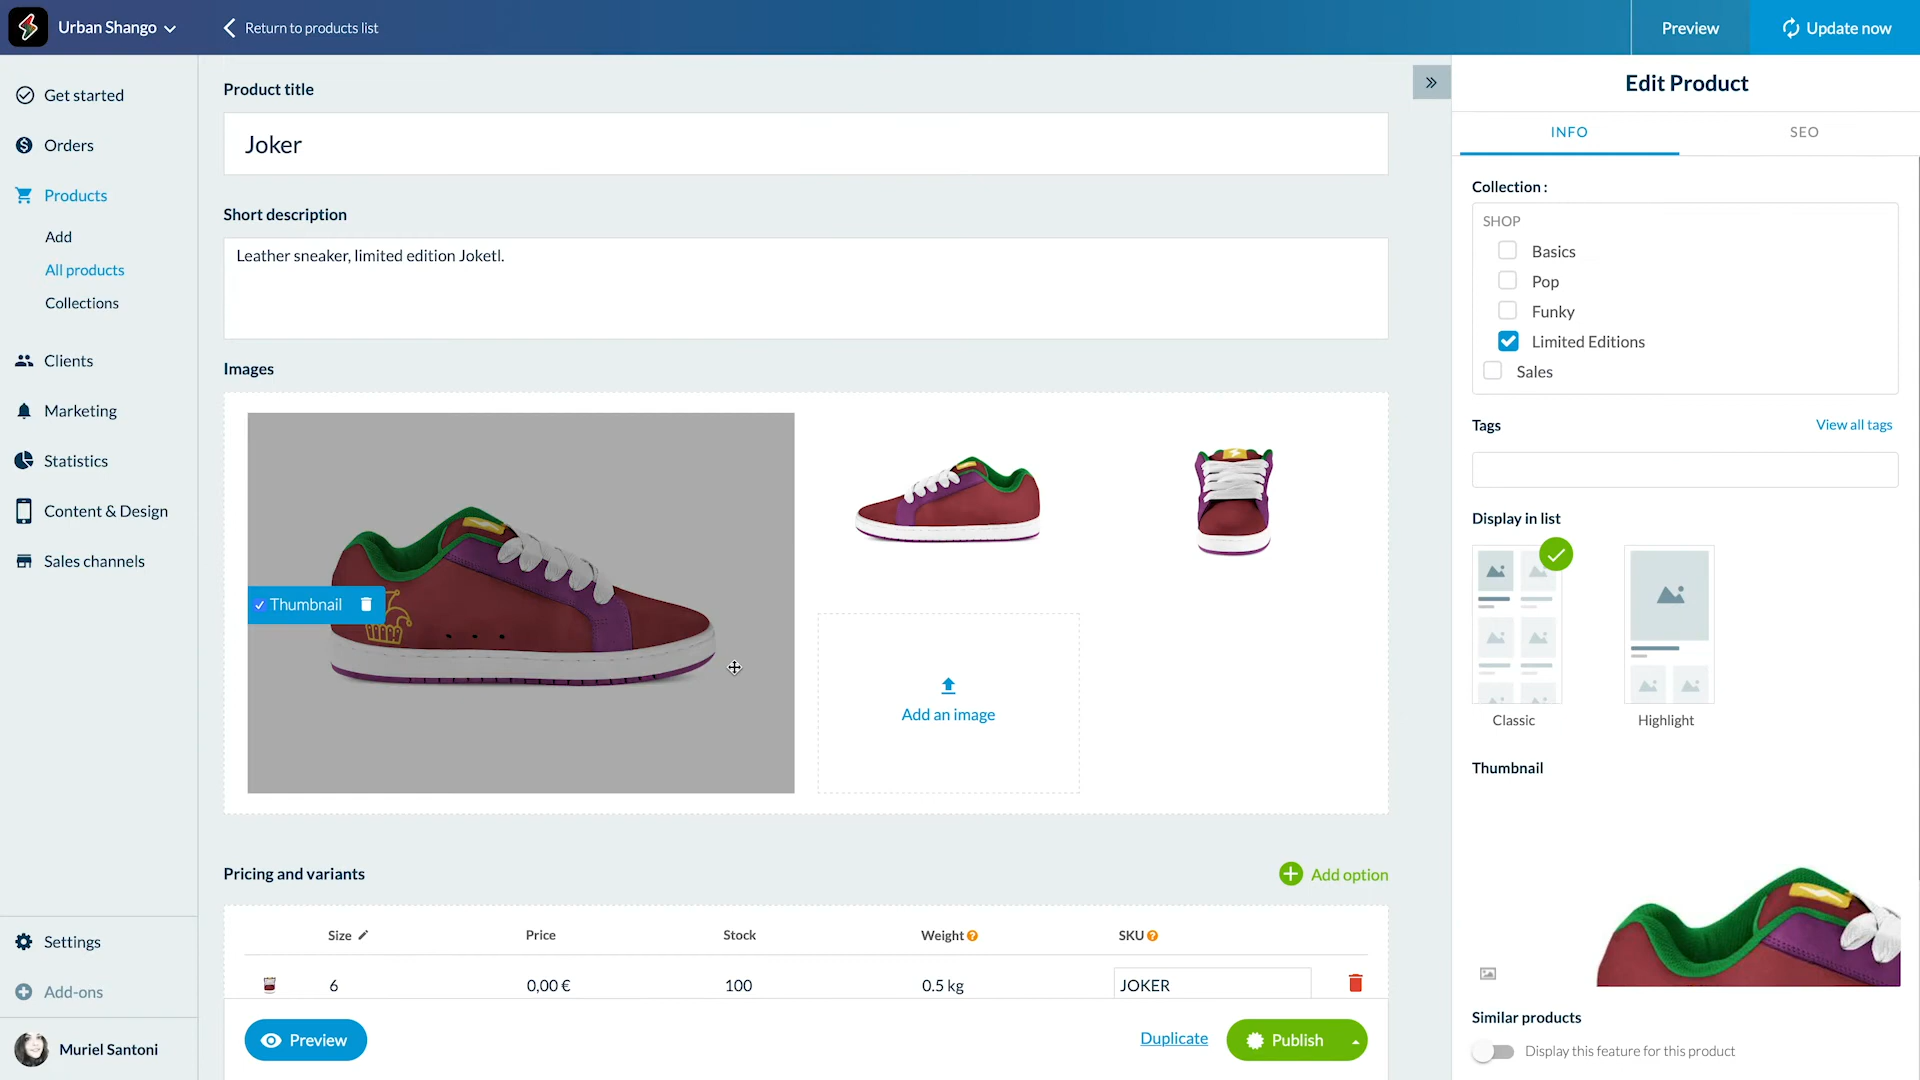 Urban Shango
Return to products list
Preview
Update now
Get started
Orders
Products
Add
All products
Collections
Clients
Marketing
Statistics
Content & Design
Sales channels
Settings
Add-ons
Muriel Santoni
Product title
Joker
Short description
Leather sneaker, limited edition Joketl.
Images
Thumbnail
Add an image
Pricing and variants
Add option
Size Price Stock Weight ? SKU ?
6 0,00 € 100 0.5 kg JOKER
Preview
Duplicate
Publish
Edit Product
INFO SEO
Collection :
SHOP
Basics
Pop
Funky
Limited Editions
Sales
Tags
View all tags
Display in list
Classic Highlight
Thumbnail
Similar products
Display this feature for this product